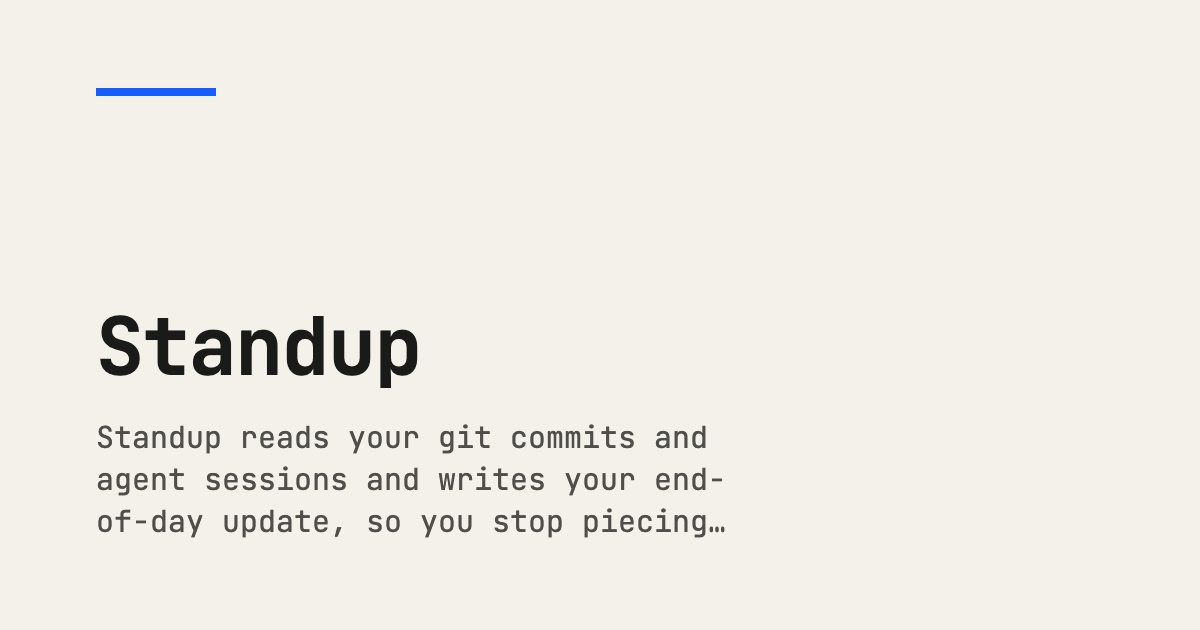 Standup
Standup reads your git commits and
agent sessions and writes your end-
of-day update, so you stop piecing…